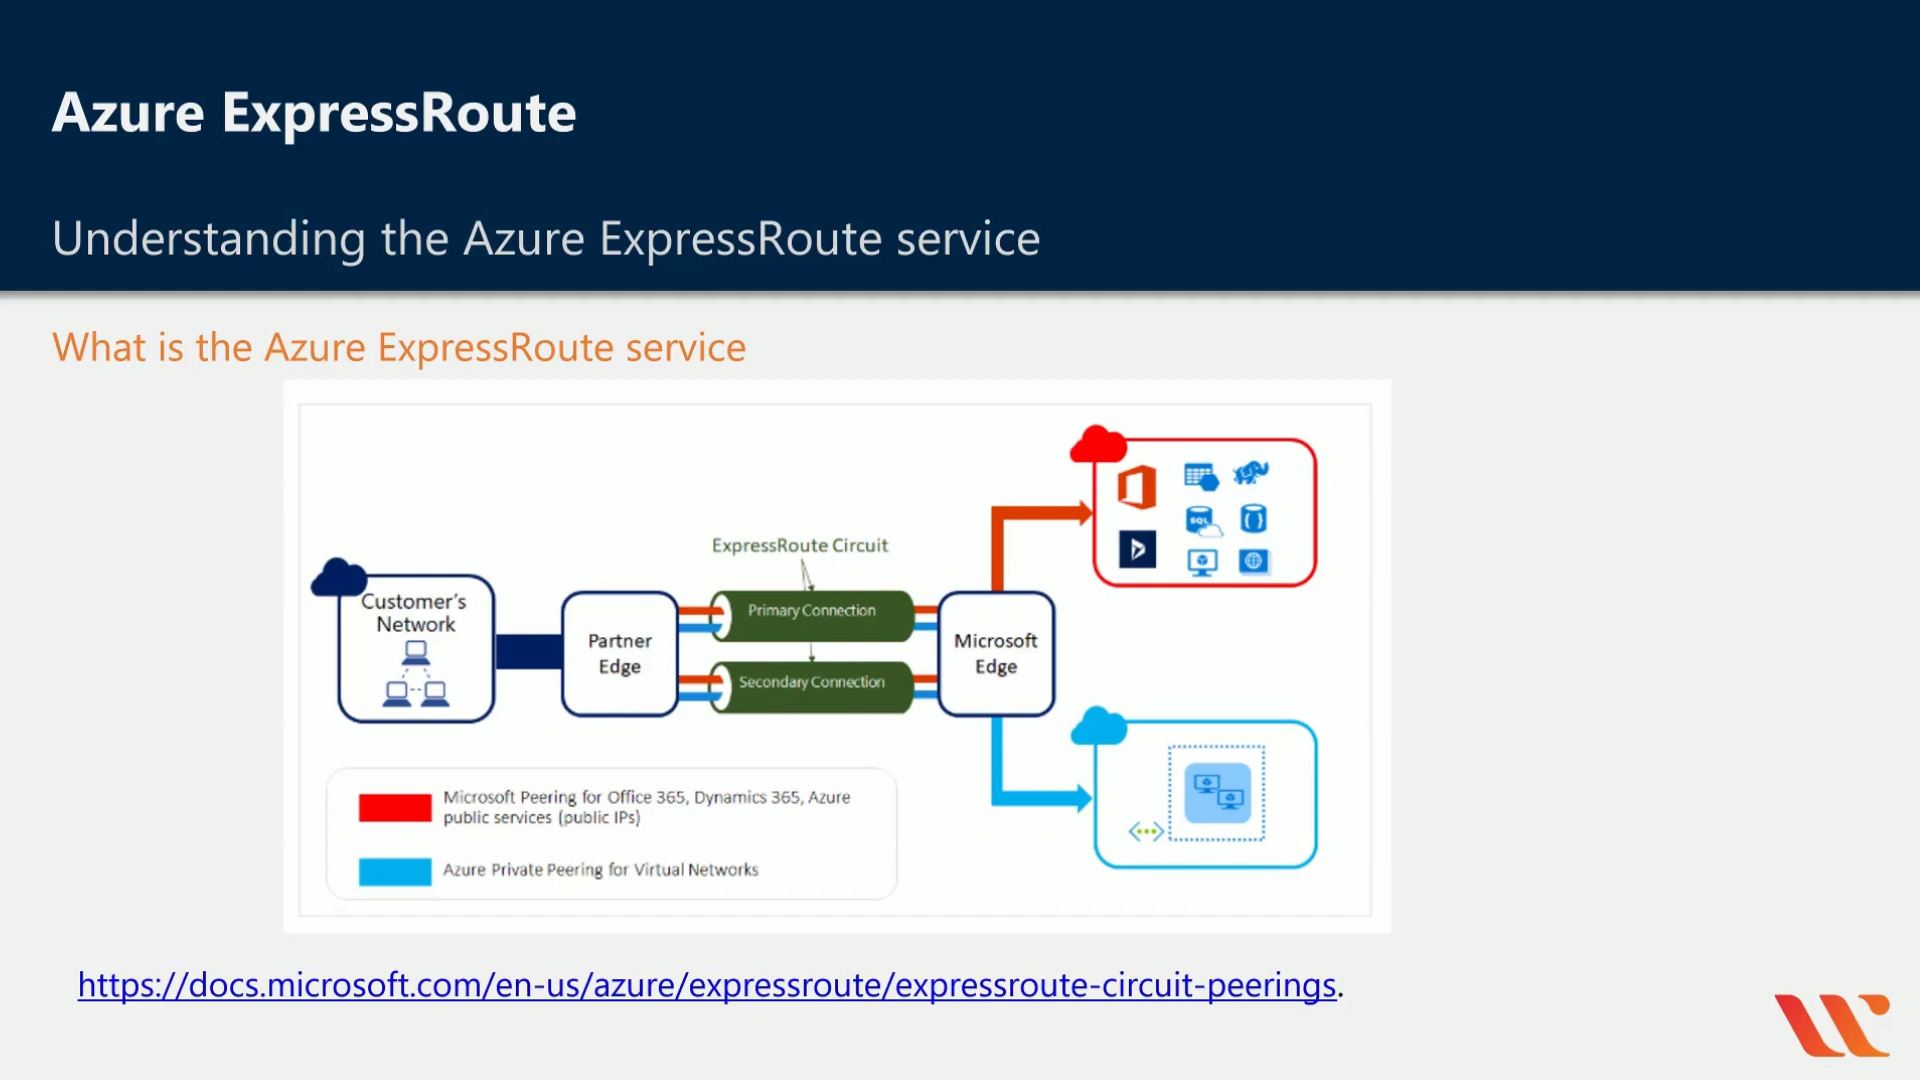 Azure ExpressRoute
Understanding the Azure ExpressRoute service
What is the Azure ExpressRoute service
ExpressRoute Circuit
Customer's
Network
Partner
Edge
Primary Connection
Secondary Connection
Microsoft
Edge
SQL
Microsoft Peering for Office 365, Dynamics 365, Azure
public services (public IPs)
Azure Private Peering for Virtual Networks
https://docs.microsoft.com/en-us/azure/expressroute/expressroute-circuit-peerings.